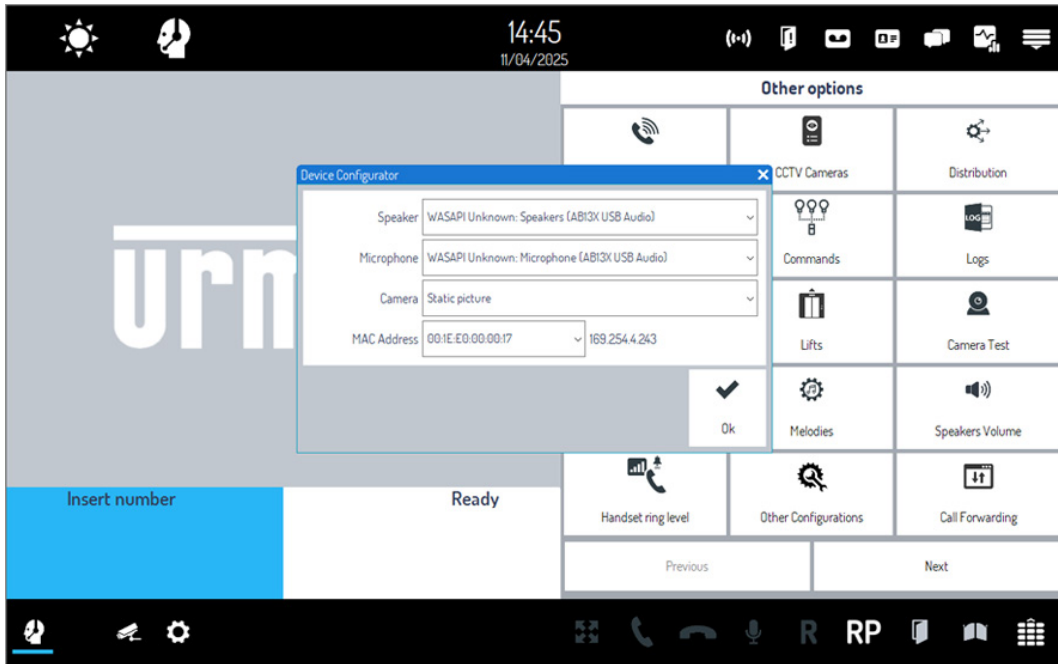 14:45
11/04/2025
Other options
CCTV Cameras
Distribution
Device Configurator
Speaker WASAPI Unknown: Speakers (AB13X USB Audio)
Microphone WASAPI Unknown: Microphone (AB13X USB Audio)
Camera Static picture
MAC Address 00:1E:E0:00:00:17 169.254.4.243
Ok
urm
LOG
Commands
Logs
Lifts
Camera Test
Melodies
Speakers Volume
Handset ring level
Other Configurations
Call Forwarding
Previous
Next
Insert number
Ready
R
RP